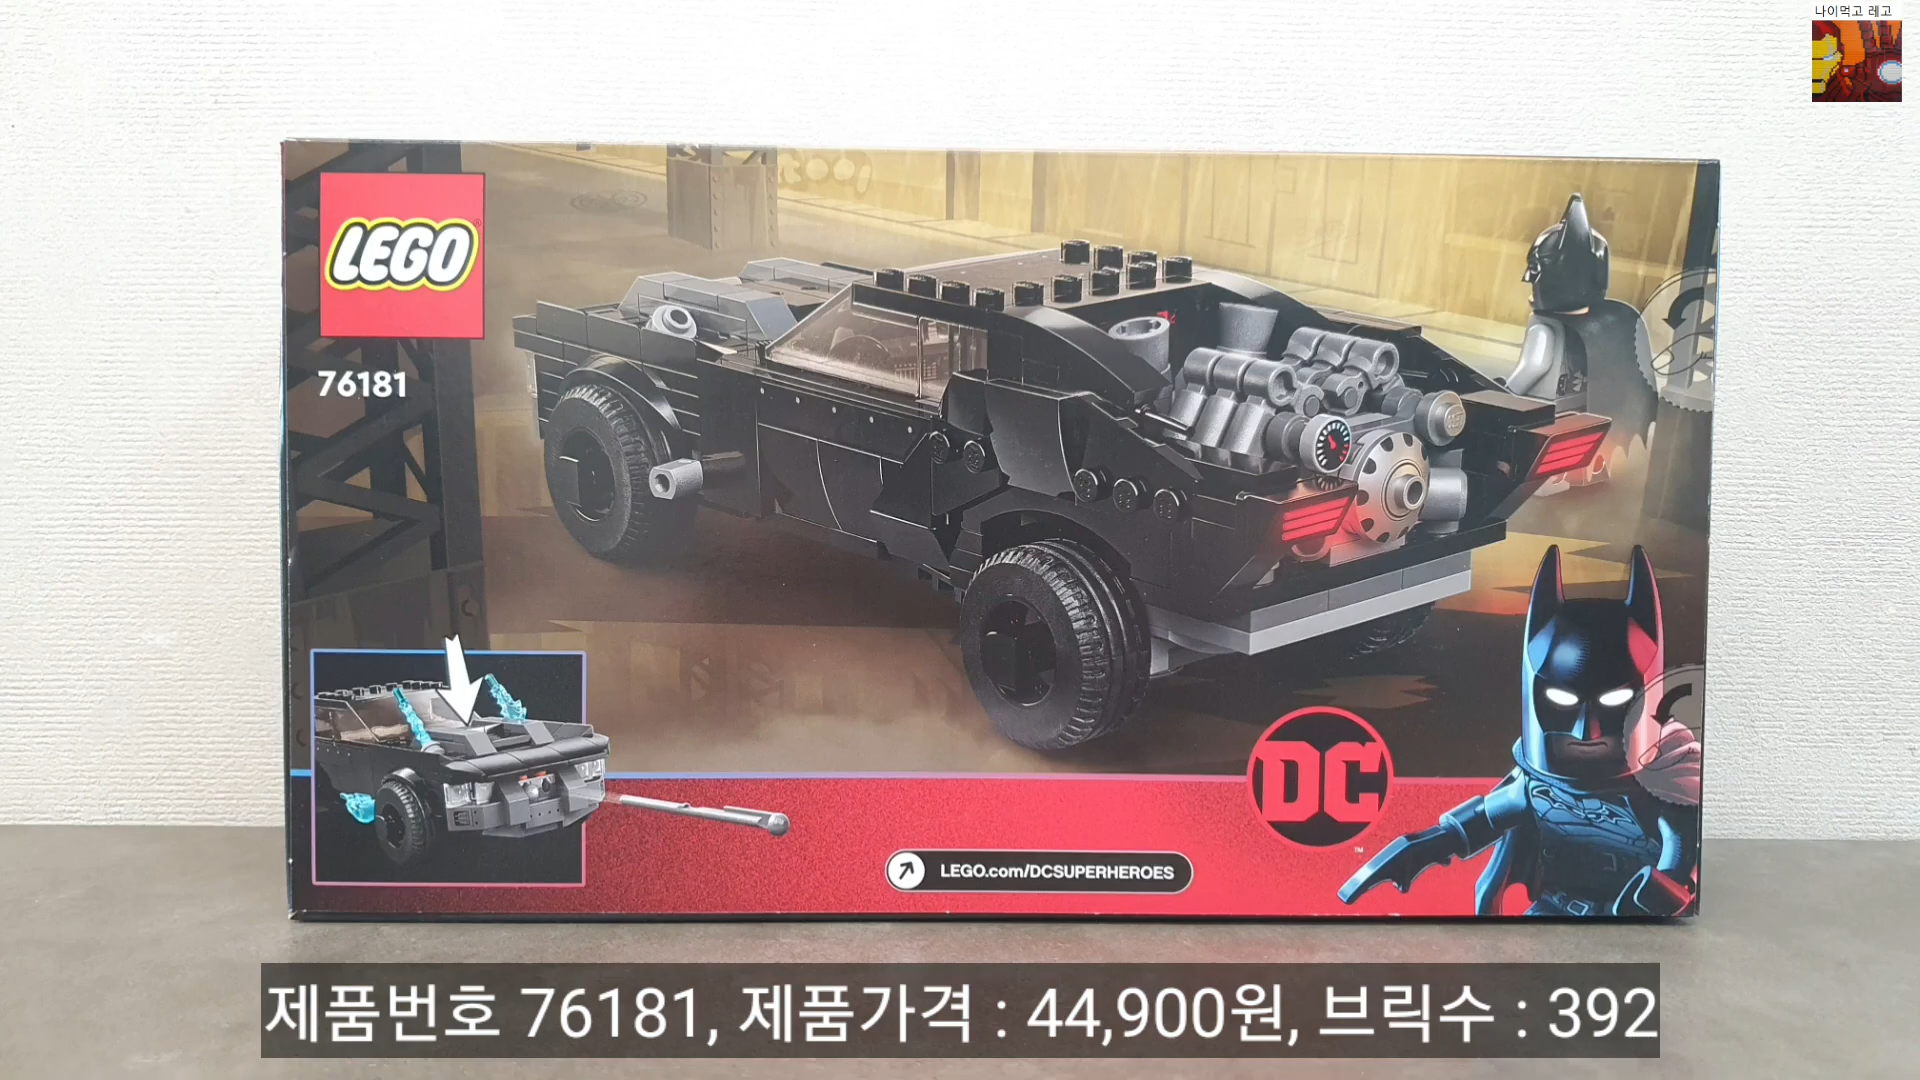 나이먹고 레고
LEGO
76181
DC
LEGO.com/DCSUPERHEROES
제품번호 76181, 제품가격 : 44,900원, 브릭수 : 392